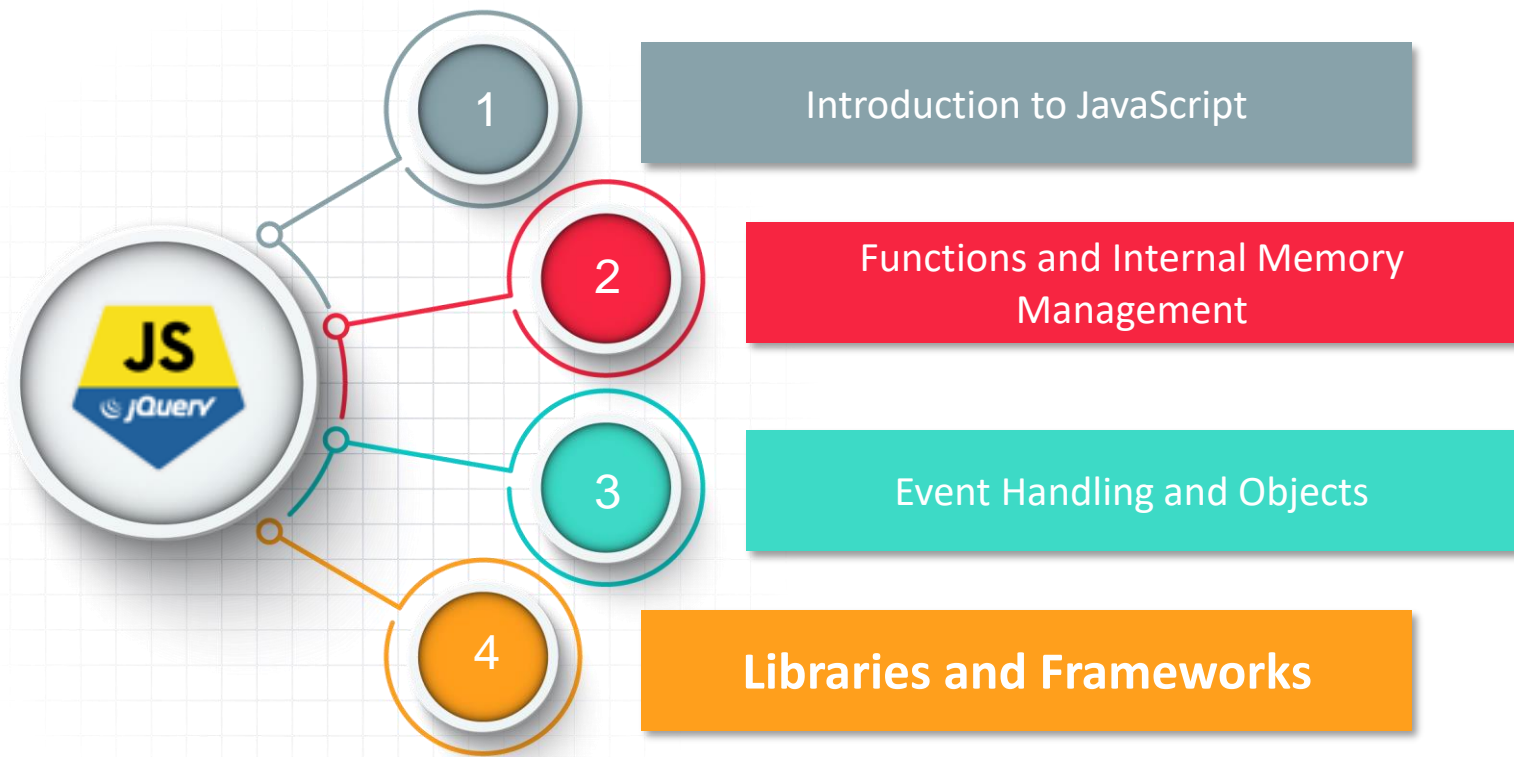 1
Introduction to JavaScript
2
Functions and Internal Memory
Management
JS
jQuery
3
Event Handling and Objects
4
Libraries and Frameworks